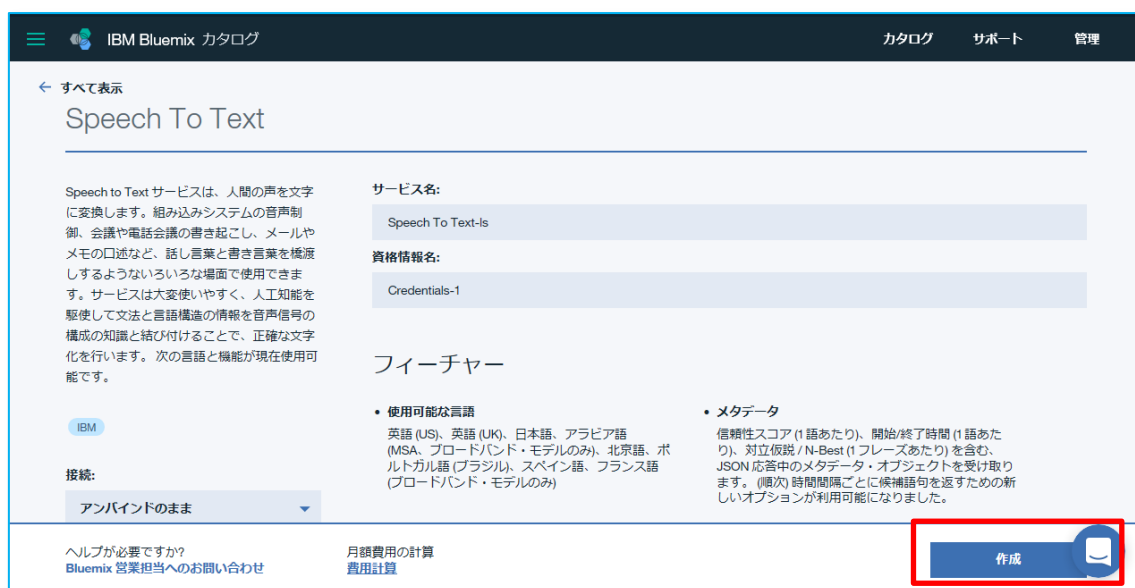 IBM Bluemix カタログ カタログ サポート 管理
← すべて表示
Speech To Text
Speech to Text サービスは、人間の声を文字
に変換します。組み込みシステムの音声制
御、会議や電話会議の書き起こし、メールや
メモの口述など、話し言葉と書き言葉を橋渡
しするようないろいろな場面で使用できま
す。サービスは大変使いやすく、人工知能を
駆使して文法と言語構造の情報を音声信号の
構成の知識と結び付けることで、正確な文字
化を行います。 次の言語と機能が現在使用可
能です。
IBM
接続:
アンバインドのまま
サービス名:
Speech To Text-ls
資格情報名:
Credentials-1
フィーチャー
• 使用可能な言語
英語 (US)、英語 (UK)、日本語、アラビア語
(MSA、ブロードバンド・モデルのみ)、北京語、ポ
ルトガル語 (ブラジル)、スペイン語、フランス語
(ブロードバンド・モデルのみ)
• メタデータ
信頼性スコア (1 語あたり)、開始/終了時間 (1 語あた
り)、対立仮説 / N-Best (1 フレーズあたり) を含む、
JSON 応答中のメタデータ・オブジェクトを受け取り
ます。 (順次) 時間間隔ごとに候補語句を返すための新
しいオプションが利用可能になりました。
ヘルプが必要ですか?
Bluemix 営業担当へのお問い合わせ
月額費用の計算
費用計算
作成